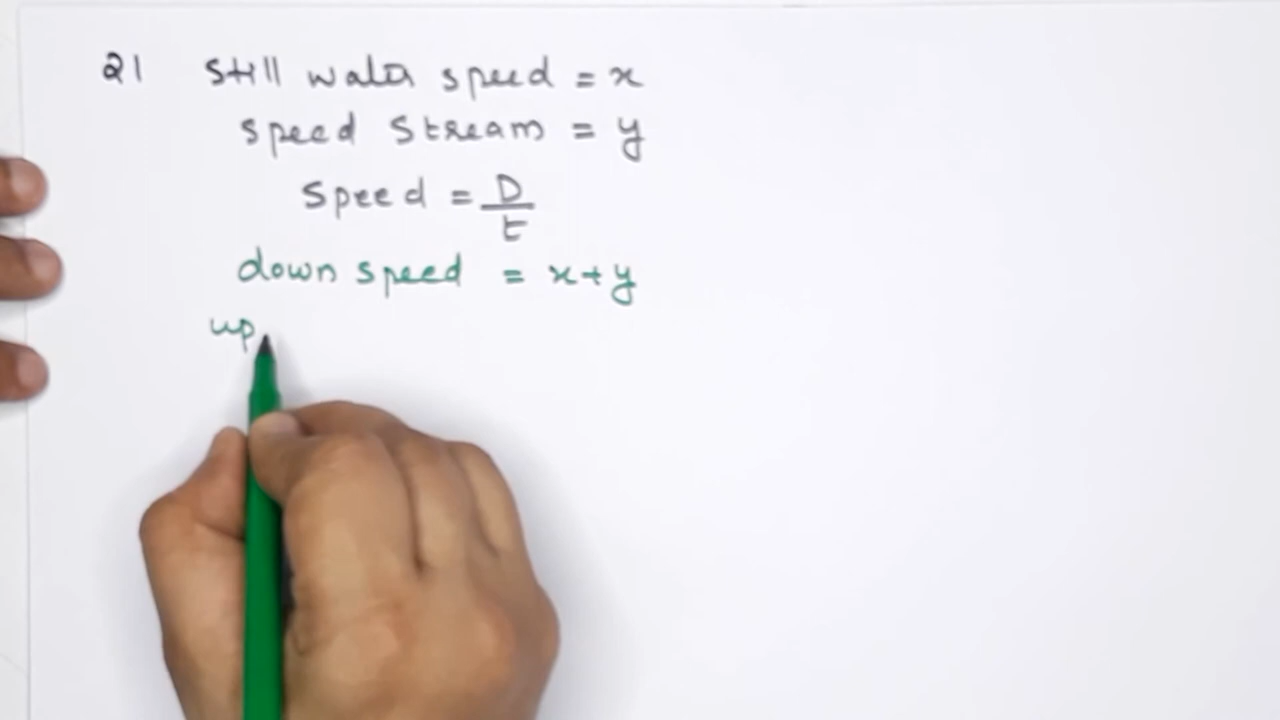 21 Still water speed = x
speed stream = y
speed = D/t
down speed = x+y
up